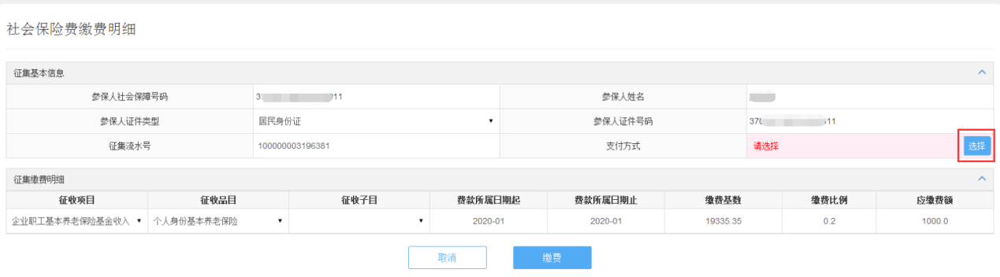 社会保险费缴费明细
征集基本信息
参保人社会保障号码 3 11 参保人姓名
参保人证件类型 居民身份证 参保人证件号码 370 11
征集流水号 100000003196381 支付方式 请选择 选择
征集缴费明细
征收项目 征收品目 征收子目 费款所属日期起 费款所属日期止 缴费基数 缴费比例 应缴费额
企业职工基本养老保险基金收入 个人身份基本养老保险 2020-01 2020-01 19335.35 0.2 1000.0
取消 缴费